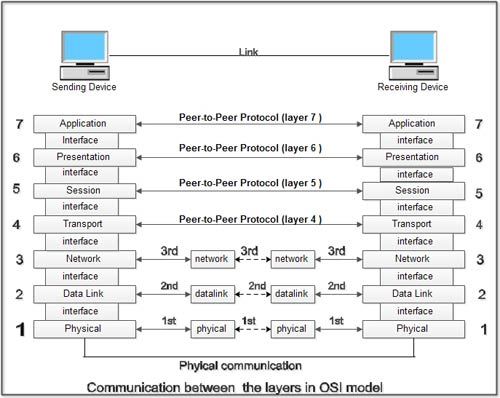 Link
Sending Device Receiving Device
7 Application Peer-to-Peer Protocol (layer 7 ) Application 7
Interface interface
6 Presentation Peer-to-Peer Protocol (layer 6 ) Presentation 6
interface interface
5 Session Peer-to-Peer Protocol (layer 5 ) Session 5
interface interface
4 Transport Peer-to-Peer Protocol (layer 4 ) Transport 4
interface interface
3 Network 3rd network 3rd network 3rd Network 3
interface interface
2 Data Link 2nd datalink 2nd datalink 2nd Data Link 2
interface interface
1 Physical 1st phyical 1st phyical 1st Phyical 1
Phyical communication
Communication between the layers in OSI model